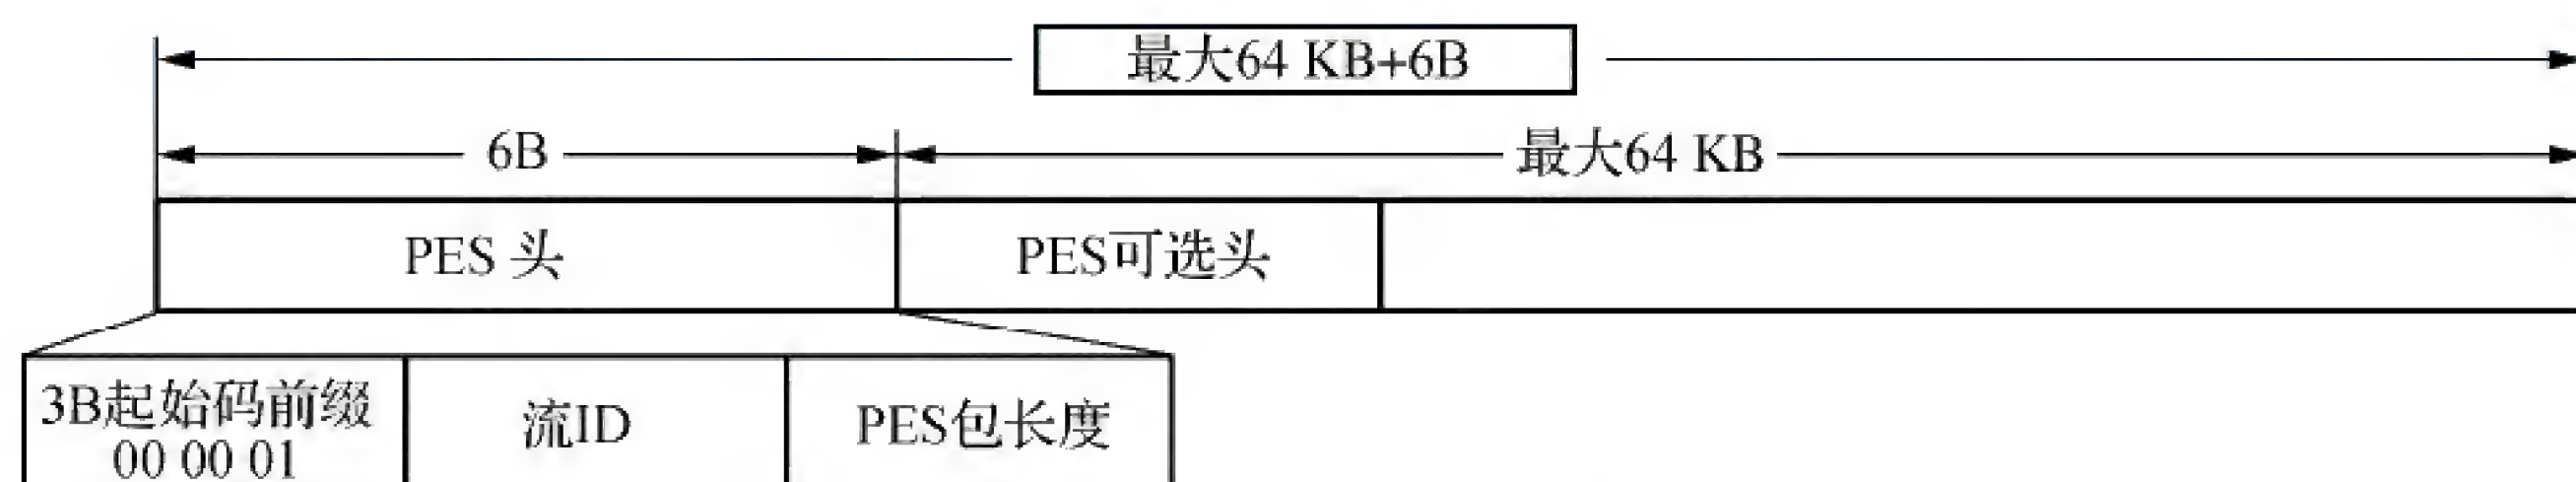 最大64 KB+6B
6B
最大64 KB
PES 头
PES可选头
3B起始码前缀
00 00 01
流ID
PES包长度